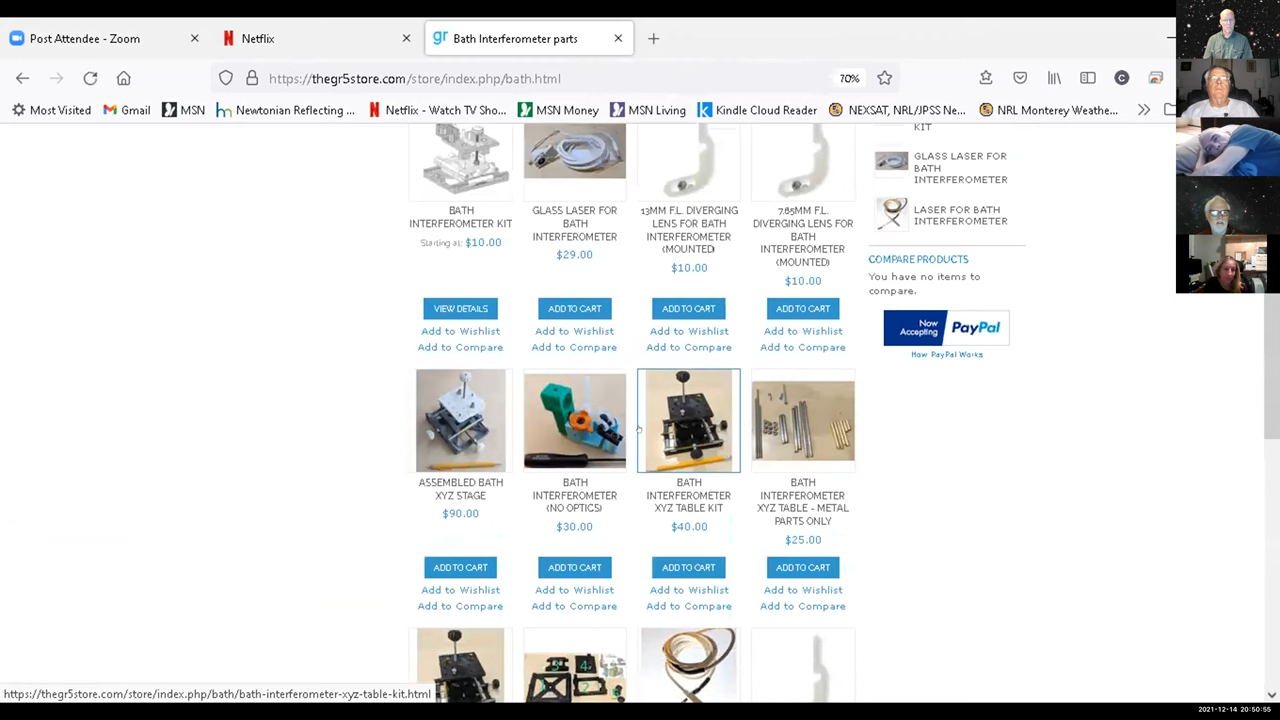 Post Attendee - Zoom
Netflix
gr Bath Interferometer parts
https://thegr5store.com/store/index.php/bath.html
70%
C
Most Visited
Gmail
MSN
Newtonian Reflecting ...
Netflix - Watch TV Sho...
MSN Money
MSN Living
Kindle Cloud Reader
NEXSAT, NRL/JPSS Ne...
NRL Monterey Weathe...
KIT
GLASS LASER FOR
BATH
INTERFEROMETER
LASER FOR BATH
INTERFEROMETER
COMPARE PRODUCTS
You have no items to
compare.
Now
Accepting
PayPal
How PayPal Works
BATH
INTERFEROMETER KIT
Starting at: $10.00
VIEW DETAILS
Add to Wishlist
Add to Compare
GLASS LASER FOR
BATH
INTERFEROMETER
$29.00
ADD TO CART
Add to Wishlist
Add to Compare
13MM F.L. DIVERGING
LENS FOR BATH
INTERFEROMETER
(MOUNTED)
$10.00
ADD TO CART
Add to Wishlist
Add to Compare
7.65MM F.L.
DIVERGING LENS FOR
BATH
INTERFEROMETER
(MOUNTED)
$10.00
ADD TO CART
Add to Wishlist
Add to Compare
ASSEMBLED BATH
XYZ STAGE
$90.00
ADD TO CART
Add to Wishlist
Add to Compare
BATH
INTERFEROMETER
(NO OPTICS)
$30.00
ADD TO CART
Add to Wishlist
Add to Compare
BATH
INTERFEROMETER
XYZ TABLE KIT
$40.00
ADD TO CART
Add to Wishlist
Add to Compare
BATH
INTERFEROMETER
XYZ TABLE - METAL
PARTS ONLY
$25.00
ADD TO CART
Add to Wishlist
Add to Compare
https://thegr5store.com/store/index.php/bath/bath-interferometer-xyz-table-kit.html
2021-12-14 20:50:55